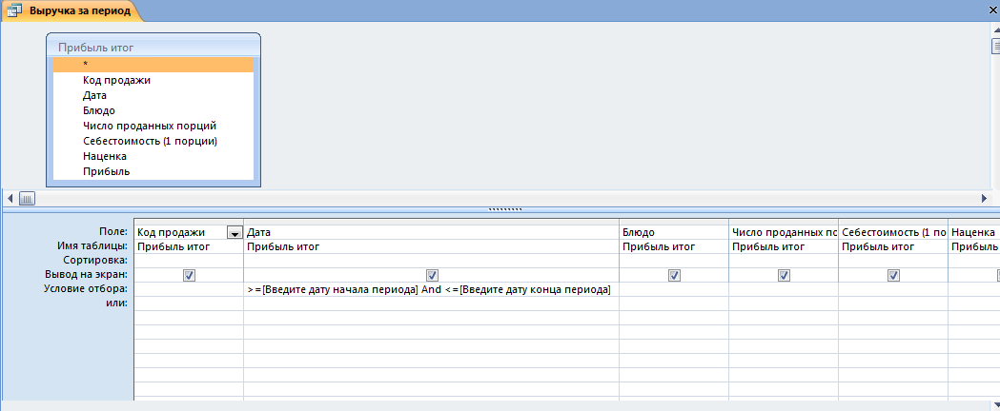 Выручка за период
Прибыль итог
*
Код продажи
Дата
Блюдо
Число проданных порций
Себестоимость (1 порции)
Наценка
Прибыль
Поле: Код продажи Дата Блюдо Число проданных по Себестоимость (1 по Наценка
Имя таблицы: Прибыль итог Прибыль итог Прибыль итог Прибыль итог Прибыль итог Прибыль
Сортировка:
Вывод на экран:
Условие отбора: >=[Введите дату начала периода] And <=[Введите дату конца периода]
или: